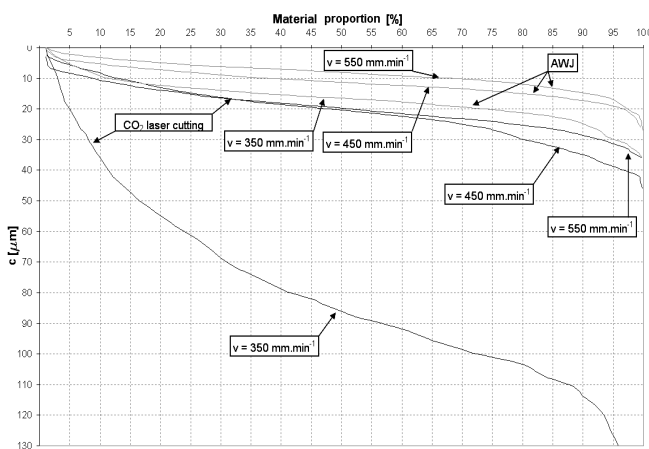 Material proportion [%]
5 10 15 20 25 30 35 40 45 50 55 60 65 70 75 80 85 90 95 100
0
10
20
30
40
50
60
70
80
90
100
110
120
130
c [μm]
v = 550 mm.min⁻¹
AWJ
CO₂ laser cutting
v = 350 mm.min⁻¹
v = 450 mm.min⁻¹
v = 450 mm.min⁻¹
v = 550 mm.min⁻¹
v = 350 mm.min⁻¹